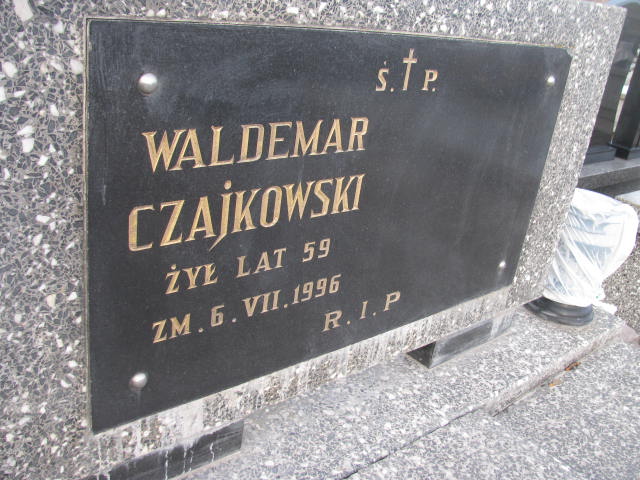 Ś.†P.
WALDEMAR
CZAJKOWSKI
ŻYŁ LAT 59
ZM. 6. VII. 1996
R. I. P